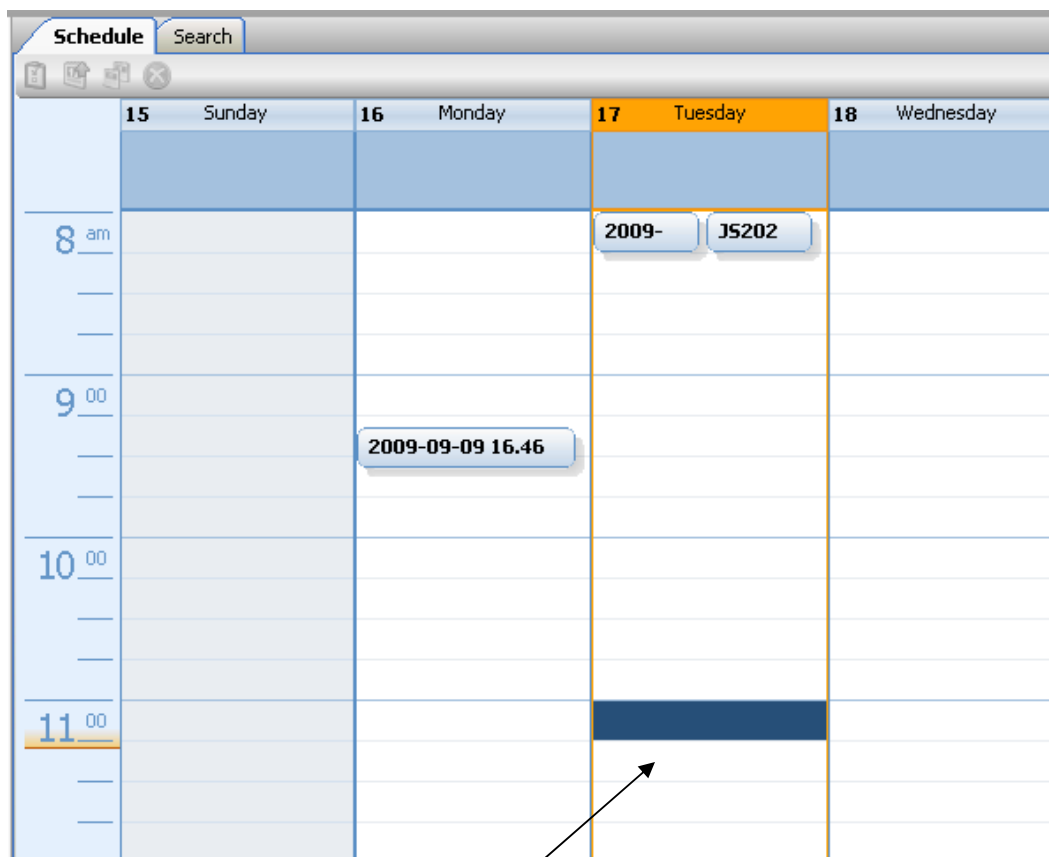 Schedule Search
15 Sunday 16 Monday 17 Tuesday 18 Wednesday
8 am 2009- JS202
9 00
2009-09-09 16.46
10 00
11 00